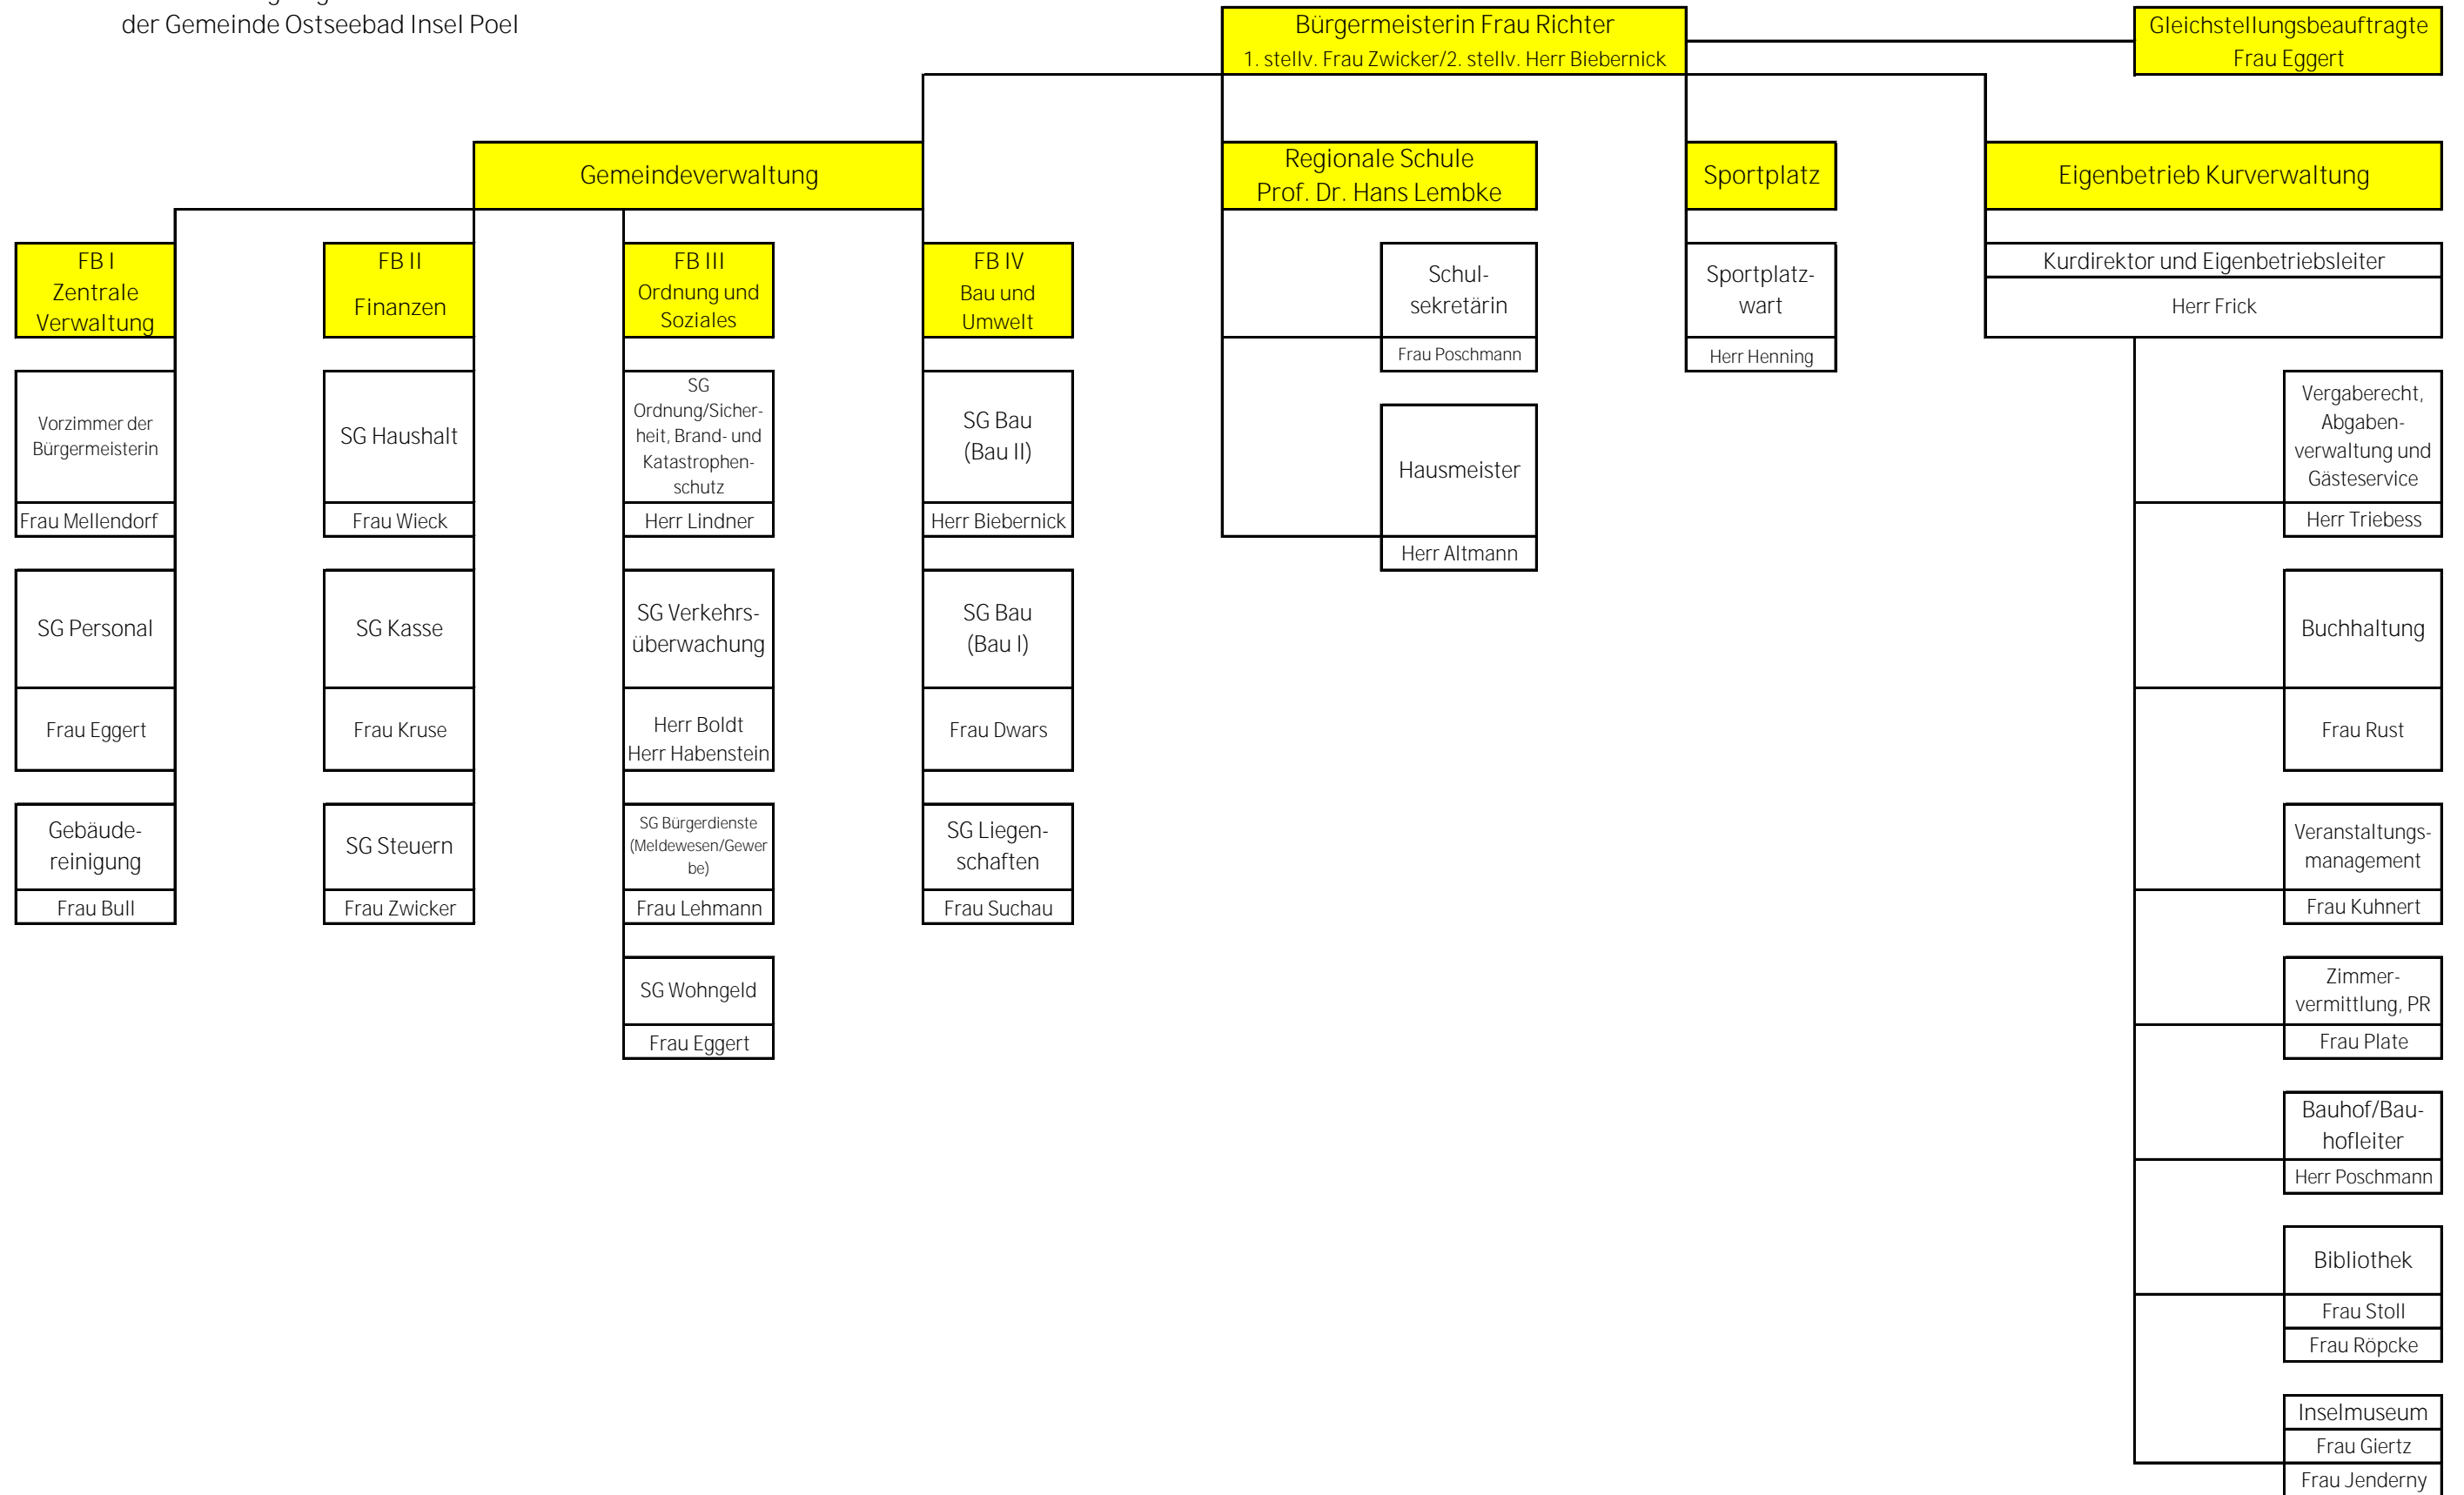 der Gemeinde Ostseebad Insel Poel
Bürgermeisterin Frau Richter
1. stellv. Frau Zwicker/2. stellv. Herr Biebernick
Gleichstellungsbeauftragte
Frau Eggert
Gemeindeverwaltung
Regionale Schule
Prof. Dr. Hans Lembke
Sportplatz
Eigenbetrieb Kurverwaltung
FB I
Zentrale
Verwaltung
FB II
Finanzen
FB III
Ordnung und
Soziales
FB IV
Bau und
Umwelt
Schul-
sekretärin
Frau Poschmann
Sportplatz-
wart
Herr Henning
Kurdirektor und Eigenbetriebsleiter
Herr Frick
Vorzimmer der
Bürgermeisterin
Frau Mellendorf
SG Haushalt
Frau Wieck
SG
Ordnung/Sicher-
heit, Brand- und
Katastrophen-
schutz
Herr Lindner
SG Bau
(Bau II)
Herr Biebernick
Hausmeister
Herr Altmann
Vergaberecht,
Abgaben-
verwaltung und
Gästeservice
Herr Triebess
SG Personal
Frau Eggert
SG Kasse
Frau Kruse
SG Verkehrs-
überwachung
Herr Boldt
Herr Habenstein
SG Bau
(Bau I)
Frau Dwars
Buchhaltung
Frau Rust
Gebäude-
reinigung
Frau Bull
SG Steuern
Frau Zwicker
SG Bürgerdienste
(Meldewesen/Gewer
be)
Frau Lehmann
SG Liegen-
schaften
Frau Suchau
Veranstaltungs-
management
Frau Kuhnert
SG Wohngeld
Frau Eggert
Zimmer-
vermittlung, PR
Frau Plate
Bauhof/Bau-
hofleiter
Herr Poschmann
Bibliothek
Frau Stoll
Frau Röpcke
Inselmuseum
Frau Giertz
Frau Jenderny